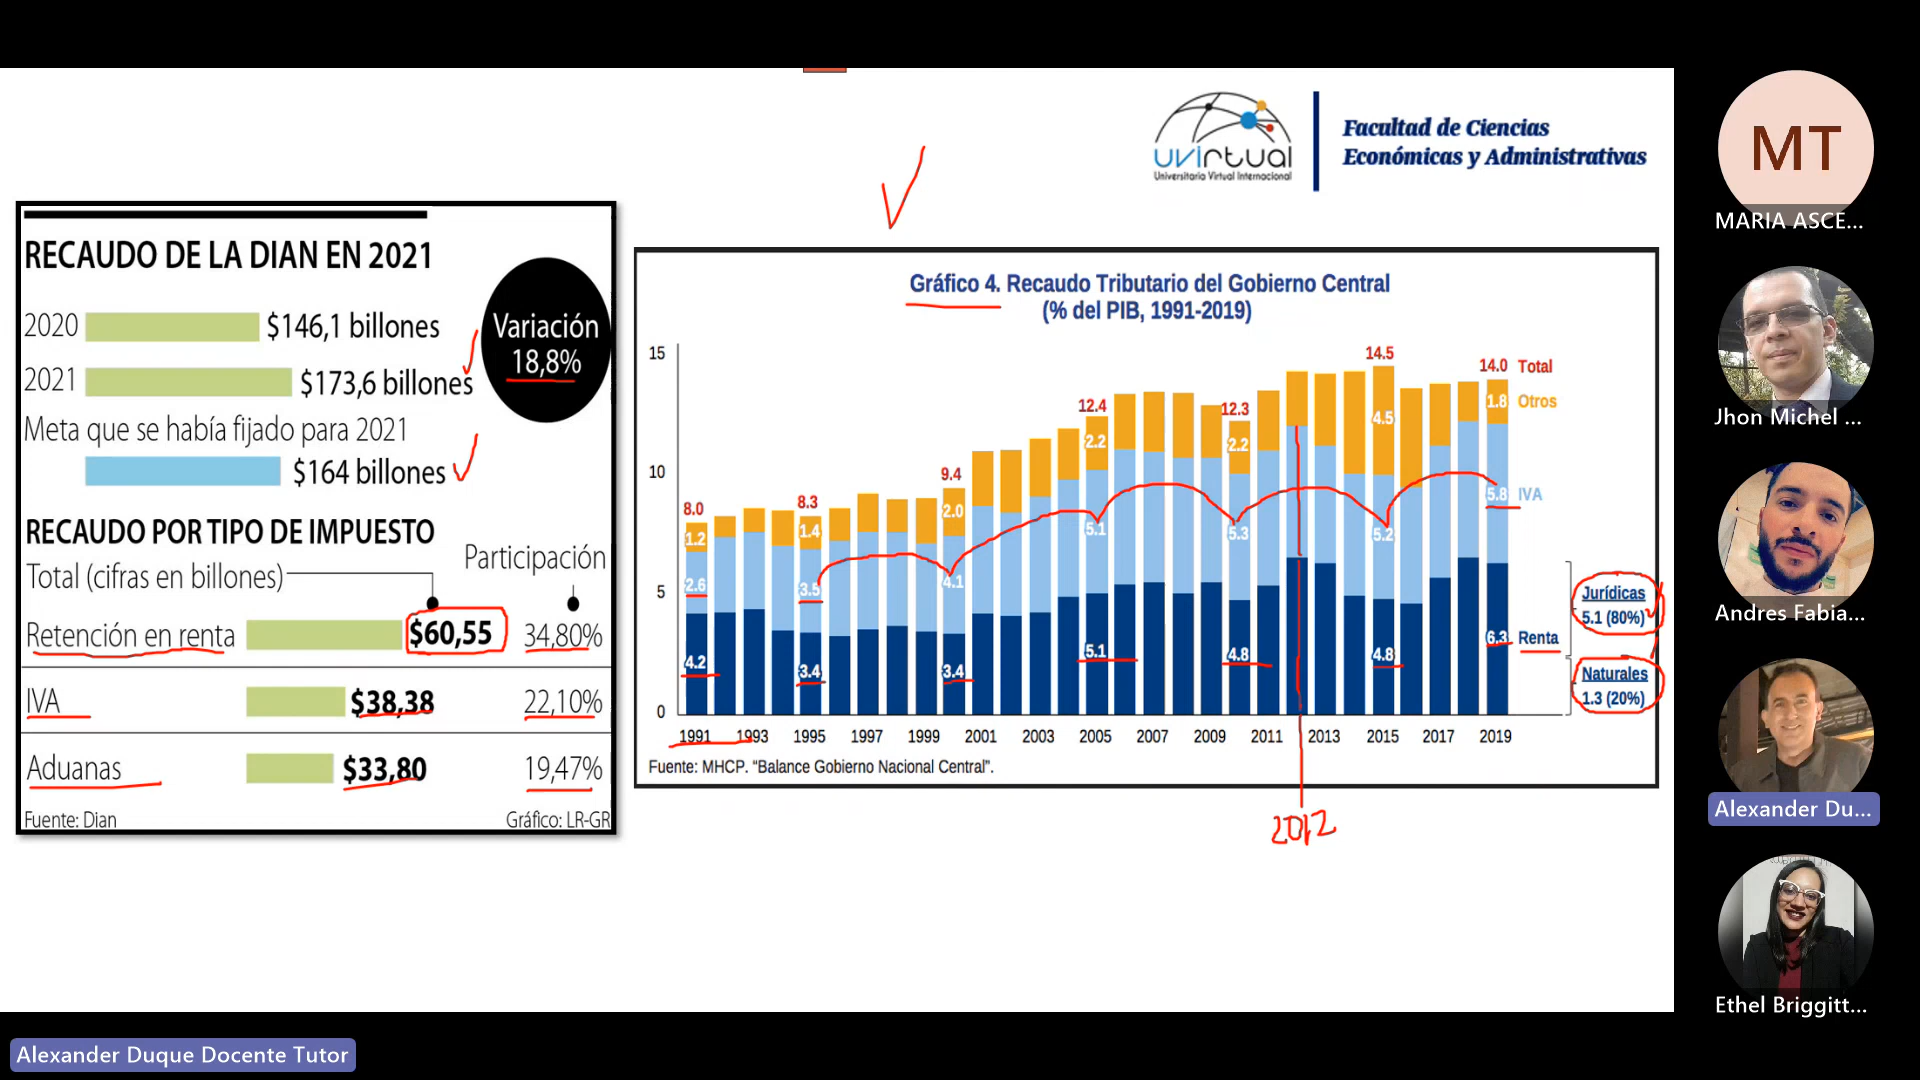 uvirtual
Universitaria Virtual Internacional
Facultad de Ciencias
Económicas y Administrativas
RECAUDO DE LA DIAN EN 2021
2020 $146,1 billones
2021 $173,6 billones
Variación
18,8%
Meta que se había fijado para 2021
$164 billones
RECAUDO POR TIPO DE IMPUESTO
Total (cifras en billones)
Participación
Retención en renta $60,55 34,80%
IVA $38,38 22,10%
Aduanas $33,80 19,47%
Fuente: Dian Gráfico: LR-GR
Gráfico 4. Recaudo Tributario del Gobierno Central
(% del PIB, 1991-2019)
15
10
5
0
8.0 8.3 9.4 12.4 12.3 14.5 14.0 Total
1.2 1.4 2.0 2.2 2.2 4.5 1.8 Otros
2.6 3.5 4.1 5.1 5.3 5.2 5.8 IVA
4.2 3.4 3.4 5.1 4.8 4.8 6.3 Renta
Jurídicas
5.1 (80%)
Naturales
1.3 (20%)
1991 1993 1995 1997 1999 2001 2003 2005 2007 2009 2011 2013 2015 2017 2019
Fuente: MHCP. “Balance Gobierno Nacional Central”.
2012
MT
MARIA ASCE...
Jhon Michel ...
Andres Fabia...
Alexander Du...
Ethel Briggitt...
Alexander Duque Docente Tutor